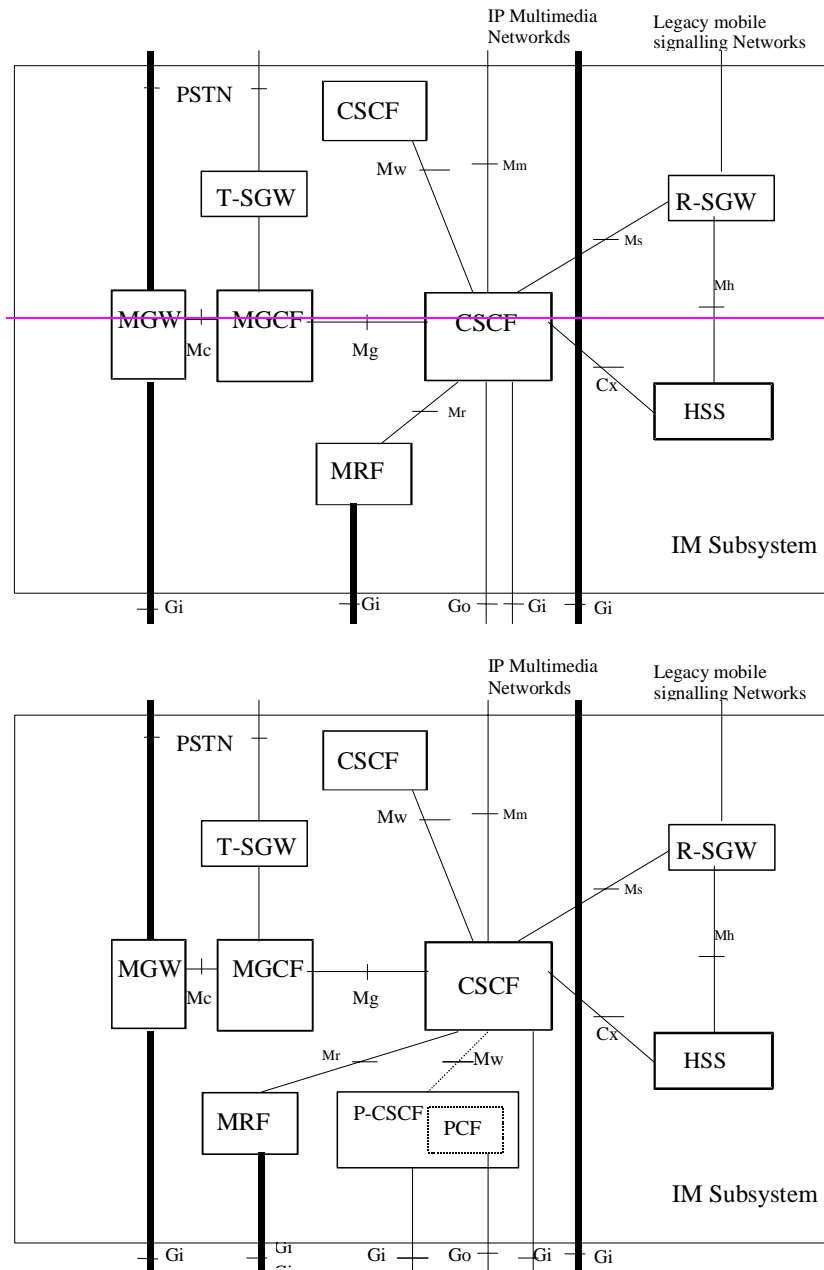 IP Multimedia
Networkds
Legacy mobile
signalling Networks
PSTN
CSCF
Mw
Mm
T-SGW
R-SGW
Ms
Mh
MGW
Mc
MGCF
Mg
CSCF
Cx
HSS
Mr
MRF
IM Subsystem
Gi
Gi
Go
Gi
Gi
IP Multimedia
Networkds
Legacy mobile
signalling Networks
PSTN
CSCF
Mw
Mm
T-SGW
R-SGW
Ms
Mh
MGW
Mc
MGCF
Mg
CSCF
Cx
HSS
Mr
Mw
MRF
P-CSCF
PCF
IM Subsystem
Gi
Gi
Gi
Go
Gi
Gi